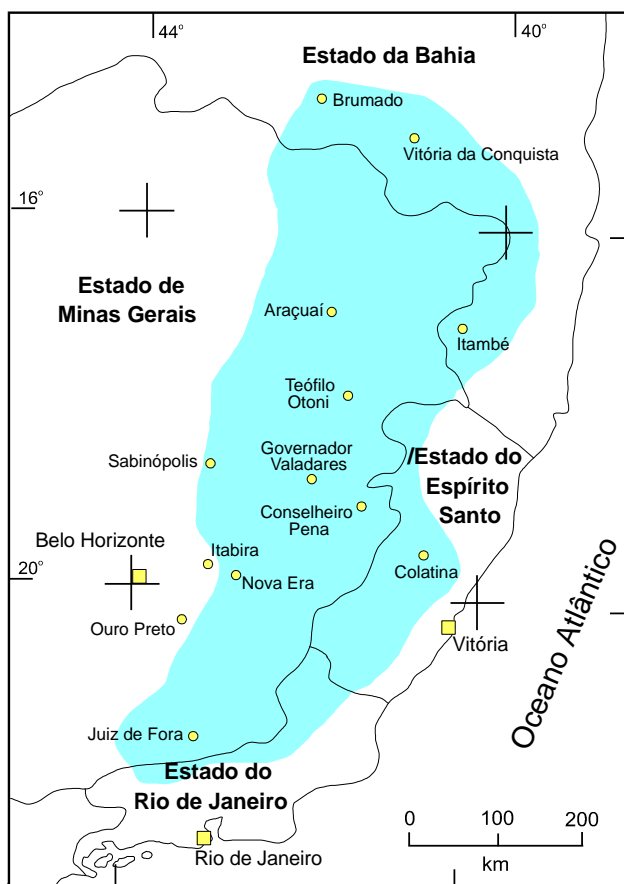 44°
40°
Estado da Bahia
Brumado
Vitória da Conquista
16°
Estado de
Minas Gerais
Araçuaí
Itambé
Teófilo
Otoni
Governador
Valadares
Sabinópolis
/Estado do
Espírito
Santo
Conselheiro
Pena
Belo Horizonte
Itabira
Colatina
20°
Nova Era
Ouro Preto
Vitória
Oceano Atlântico
Juiz de Fora
Estado do
Rio de Janeiro
0 100 200
km
Rio de Janeiro